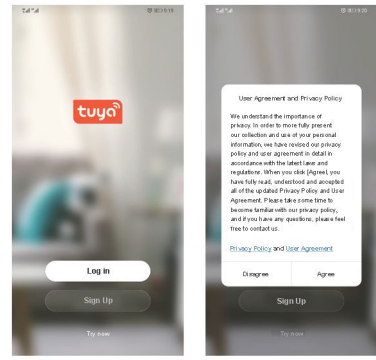 tuya
Log in
Sign Up
Try now
User Agreement and Privacy Policy
We understand the importance of
privacy. In order to more fully present
our collection and use of your personal
information, we have revised our privacy
policy and user agreement in detail in
accordance with the latest laws and
regulations. When you click [Agree], you
have fully read, understood and accepted
all of the updated Privacy Policy and User
Agreement. Please take some time to
become familiar with our privacy policy,
and if you have any questions, please feel
free to contact us.
Privacy Policy and User Agreement
Disagree Agree
Sign Up
Try now